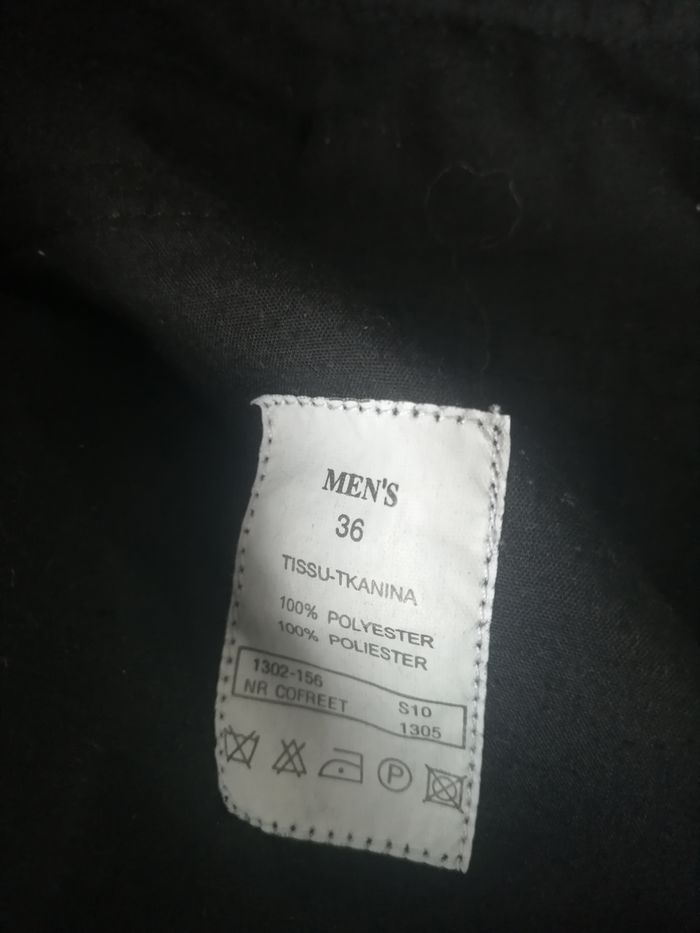 MEN'S
36
TISSU-TKANINA
100% POLYESTER
100% POLIESTER
1302-156 S10
NR COFREET 1305
P